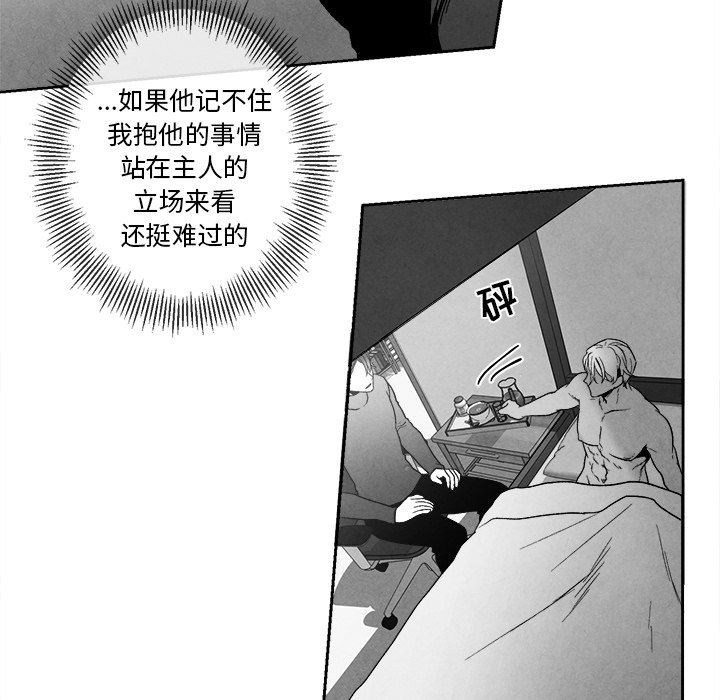 ...如果他记不住
我抱他的事情
站在主人的
立场来看
还挺难过的
砰